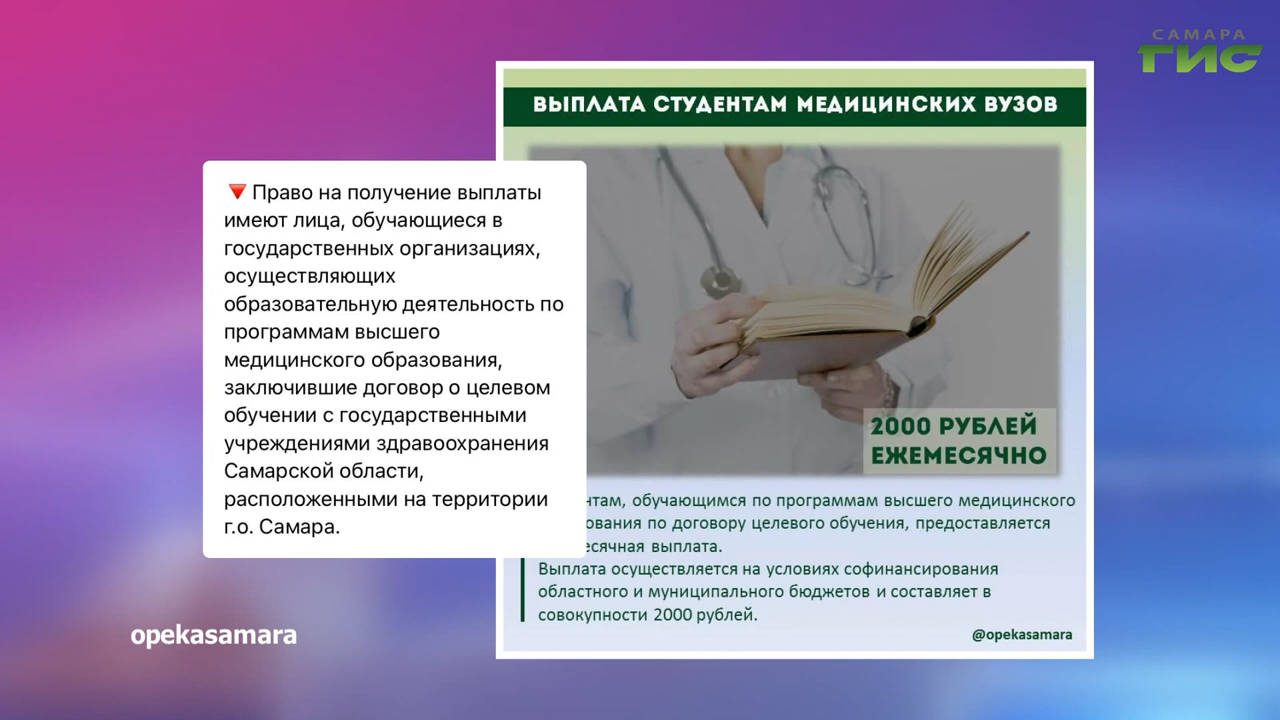 САМАРА
ГИС
ВЫПЛАТА СТУДЕНТАМ МЕДИЦИНСКИХ ВУЗОВ
🔻 Право на получение выплаты
имеют лица, обучающиеся в
государственных организациях,
осуществляющих
образовательную деятельность по
программам высшего
медицинского образования,
заключившие договор о целевом
обучении с государственными
учреждениями здравоохранения
Самарской области,
расположенными на территории
г.о. Самара.
2000 РУБЛЕЙ
ЕЖЕМЕСЯЧНО
обучающимся по программам высшего медицинского
по договору целевого обучения, предоставляется
выплата.
Выплата осуществляется на условиях софинансирования
областного и муниципального бюджетов и составляет в
совокупности 2000 рублей.
@opekasamara
opekasamara